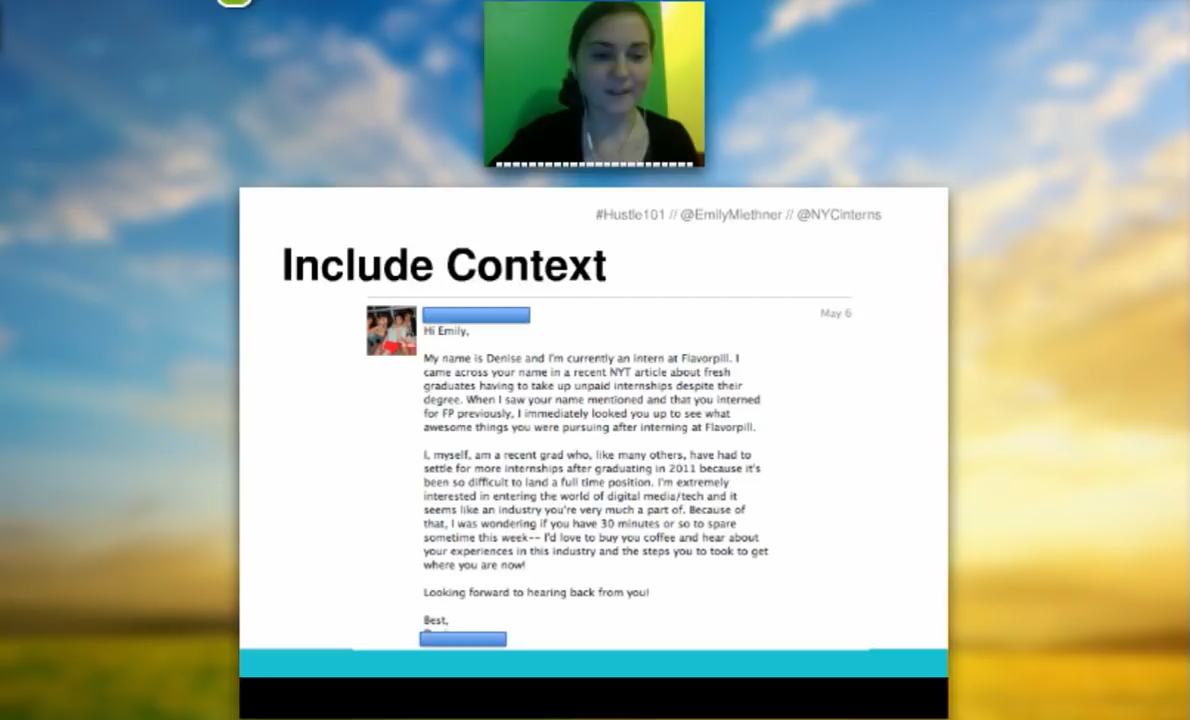 #Hustle101 // @EmilyMiethner // @NYCinterns
Include Context
May 6
Hi Emily,
My name is Denise and I'm currently an intern at Flavorpill. I
came across your name in a recent NYT article about fresh
graduates having to take up unpaid internships despite their
degree. When I saw your name mentioned and that you interned
for FP previously, I immediately looked you up to see what
awesome things you were pursuing after interning at Flavorpill.
I, myself, am a recent grad who, like many others, have had to
settle for more internships after graduating in 2011 because it's
been so difficult to land a full time position. I'm extremely
interested in entering the world of digital media/tech and it
seems like an industry you're very much a part of. Because of
that, I was wondering if you have 30 minutes or so to spare
sometime this week-- I'd love to buy you coffee and hear about
your experiences in this industry and the steps you to took to get
where you are now!
Looking forward to hearing back from you!
Best,